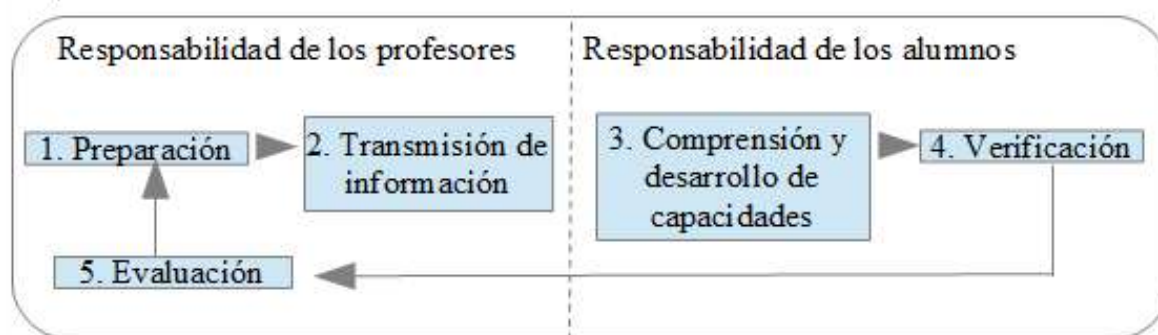 Responsabilidad de los profesores
Responsabilidad de los alumnos
1. Preparación
2. Transmisión de
información
3. Comprensión y
desarrollo de
capacidades
4. Verificación
5. Evaluación